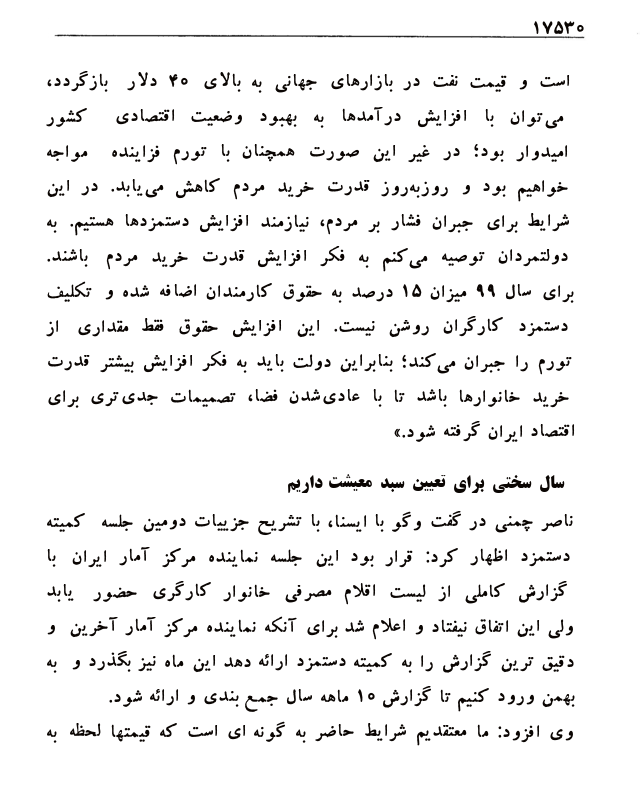 ۱۷۵۳۰
است و قیمت نفت در بازارهای جهانی به بالای ۴۰ دلار بازگردد،
می‌توان با افزایش درآمدها به بهبود وضعیت اقتصادی کشور
امیدوار بود؛ در غیر این صورت همچنان با تورم فزاینده مواجه
خواهیم بود و روزبه‌روز قدرت خرید مردم کاهش می‌یابد. در این
شرایط برای جبران فشار بر مردم، نیازمند افزایش دستمزدها هستیم. به
دولتمردان توصیه می‌کنم به فکر افزایش قدرت خرید مردم باشند.
برای سال ۹۹ میزان ۱۵ درصد به حقوق کارمندان اضافه شده و تکلیف
دستمزد کارگران روشن نیست. این افزایش حقوق فقط مقداری از
تورم را جبران می‌کند؛ بنابراین دولت باید به فکر افزایش بیشتر قدرت
خرید خانوارها باشد تا با عادی‌شدن فضا، تصمیمات جدی‌تری برای
اقتصاد ایران گرفته شود.»
سال سختی برای تعیین سبد معیشت داریم
ناصر چمنی در گفت وگو با ایسنا، با تشریح جزییات دومین جلسه کمیته
دستمزد اظهار کرد: قرار بود این جلسه نماینده مرکز آمار ایران با
گزارش کاملی از لیست اقلام مصرفی خانوار کارگری حضور یابد
ولی این اتفاق نیفتاد و اعلام شد برای آنکه نماینده مرکز آمار آخرین و
دقیق ترین گزارش را به کمیته دستمزد ارائه دهد این ماه نیز بگذرد و به
بهمن ورود کنیم تا گزارش ۱۰ ماهه سال جمع بندی و ارائه شود.
وی افزود: ما معتقدیم شرایط حاضر به گونه ای است که قیمتها لحظه به